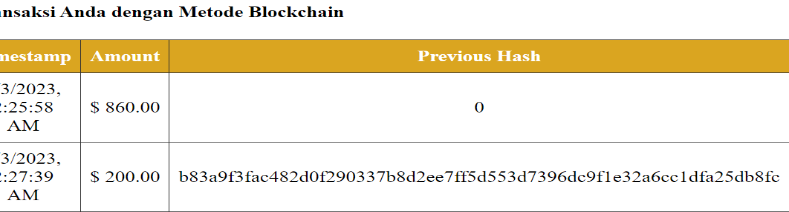 nsaksi Anda dengan Metode Blockchain
mestamp Amount Previous Hash
3/2023,
:25:58
AM
$ 860.00
0
3/2023,
:27:39
AM
$ 200.00
b83a9f3fac482d0f290337b8d2ee7ff5d553d7396dc9f1e32a6cc1dfa25db8fc